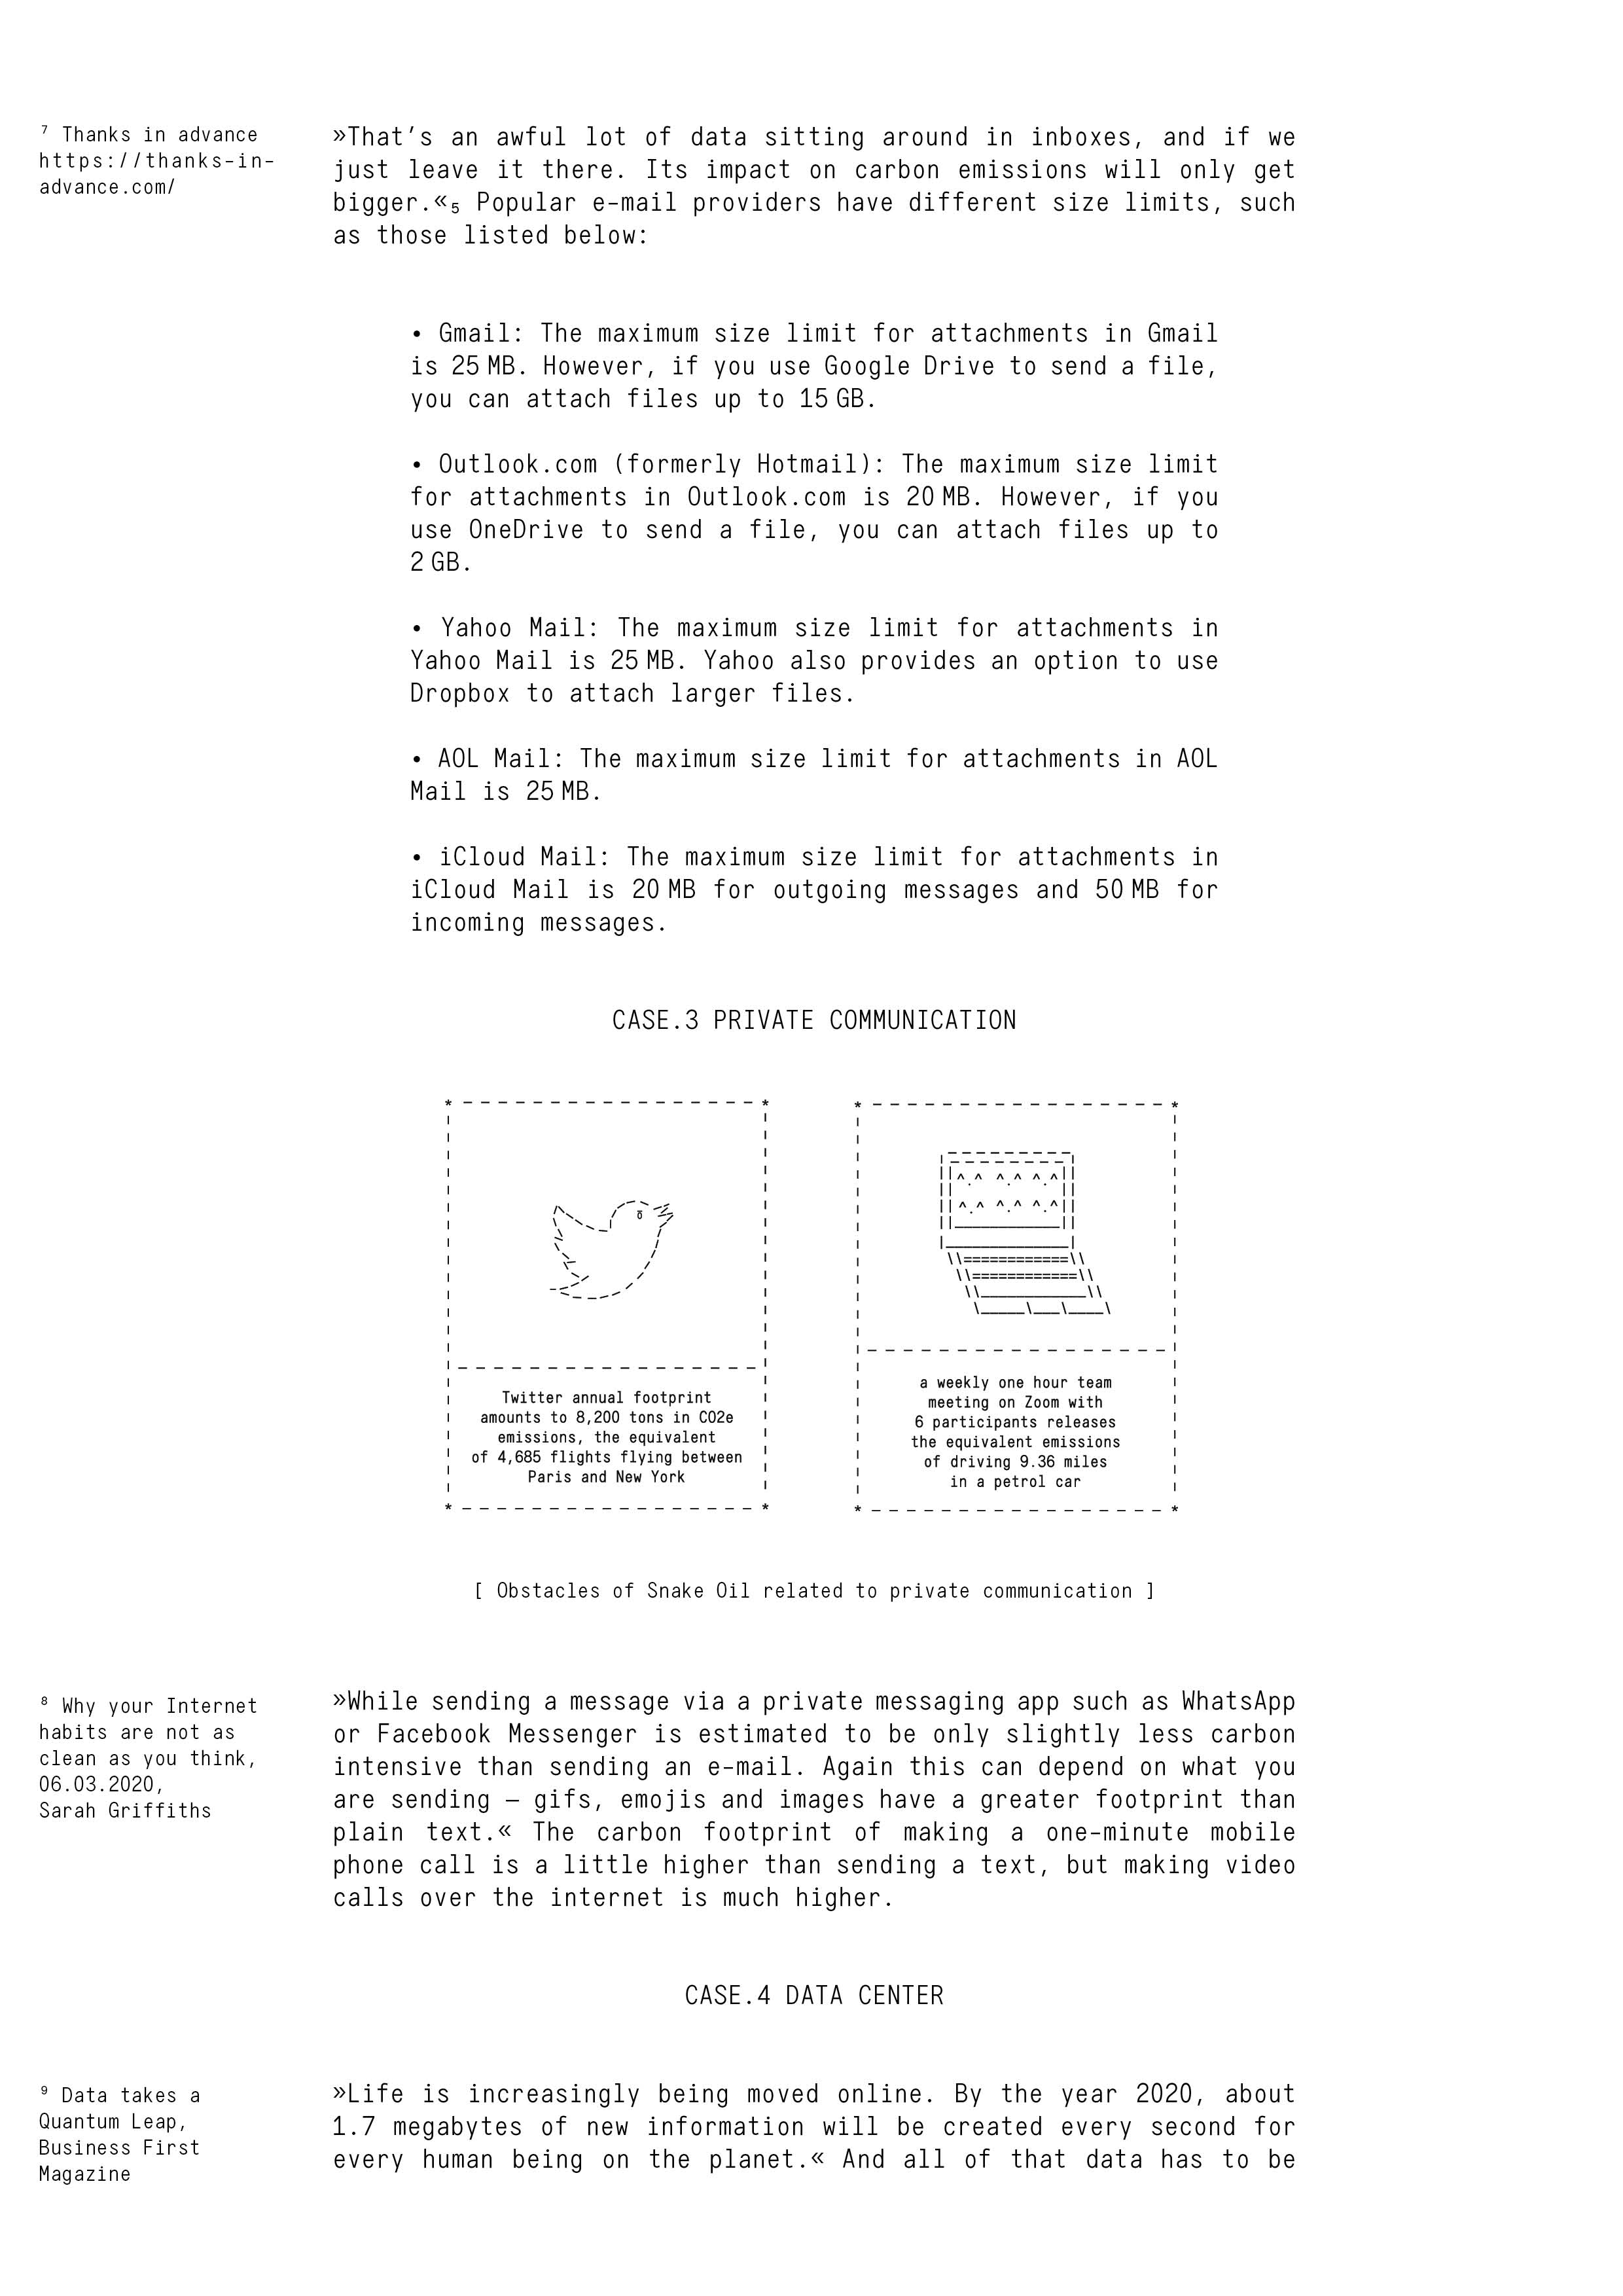 ⁷ Thanks in advance
https://thanks-in-
advance.com/
»That’s an awful lot of data sitting around in inboxes, and if we
just leave it there. Its impact on carbon emissions will only get
bigger.«₅ Popular e-mail providers have different size limits, such
as those listed below:
• Gmail: The maximum size limit for attachments in Gmail
is 25 MB. However, if you use Google Drive to send a file,
you can attach files up to 15 GB.
• Outlook.com (formerly Hotmail): The maximum size limit
for attachments in Outlook.com is 20 MB. However, if you
use OneDrive to send a file, you can attach files up to
2 GB.
• Yahoo Mail: The maximum size limit for attachments in
Yahoo Mail is 25 MB. Yahoo also provides an option to use
Dropbox to attach larger files.
• AOL Mail: The maximum size limit for attachments in AOL
Mail is 25 MB.
• iCloud Mail: The maximum size limit for attachments in
iCloud Mail is 20 MB for outgoing messages and 50 MB for
incoming messages.
CASE.3 PRIVATE COMMUNICATION
Twitter annual footprint
amounts to 8,200 tons in CO2e
emissions, the equivalent
of 4,685 flights flying between
Paris and New York
a weekly one hour team
meeting on Zoom with
6 participants releases
the equivalent emissions
of driving 9.36 miles
in a petrol car
[ Obstacles of Snake Oil related to private communication ]
⁸ Why your Internet
habits are not as
clean as you think,
06.03.2020,
Sarah Griffiths
»While sending a message via a private messaging app such as WhatsApp
or Facebook Messenger is estimated to be only slightly less carbon
intensive than sending an e-mail. Again this can depend on what you
are sending – gifs, emojis and images have a greater footprint than
plain text.« The carbon footprint of making a one-minute mobile
phone call is a little higher than sending a text, but making video
calls over the internet is much higher.
CASE.4 DATA CENTER
⁹ Data takes a
Quantum Leap,
Business First
Magazine
»Life is increasingly being moved online. By the year 2020, about
1.7 megabytes of new information will be created every second for
every human being on the planet.« And all of that data has to be